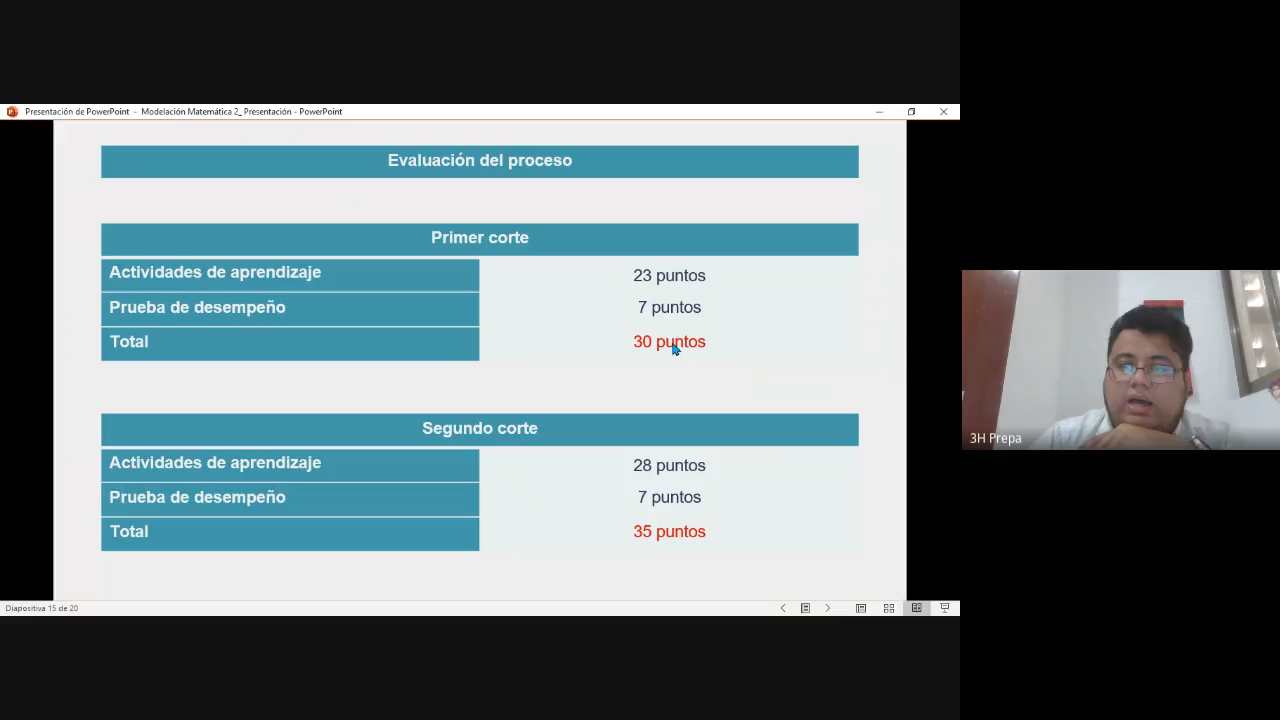 Presentación de PowerPoint - Modelación Matemática 2_ Presentación - PowerPoint
Evaluación del proceso
Primer corte
Actividades de aprendizaje 23 puntos
Prueba de desempeño 7 puntos
Total 30 puntos
Segundo corte
Actividades de aprendizaje 28 puntos
Prueba de desempeño 7 puntos
Total 35 puntos
3H Prepa
Diapositiva 15 de 20